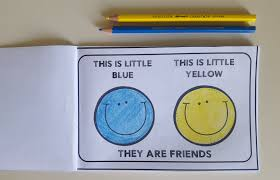 THIS IS LITTLE
BLUE
THIS IS LITTLE
YELLOW
THEY ARE FRIENDS